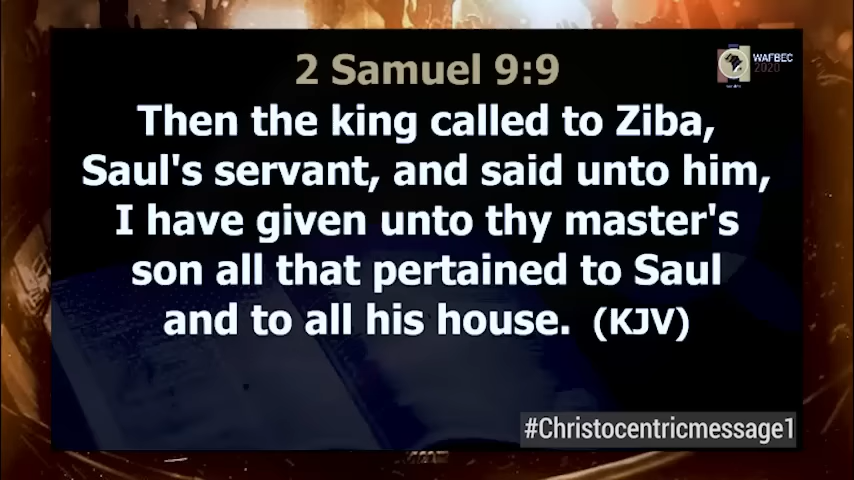 2 Samuel 9:9
WAFBEC
2020
Then the king called to Ziba,
Saul's servant, and said unto him,
I have given unto thy master's
son all that pertained to Saul
and to all his house. (KJV)
#Christocentricmessage1